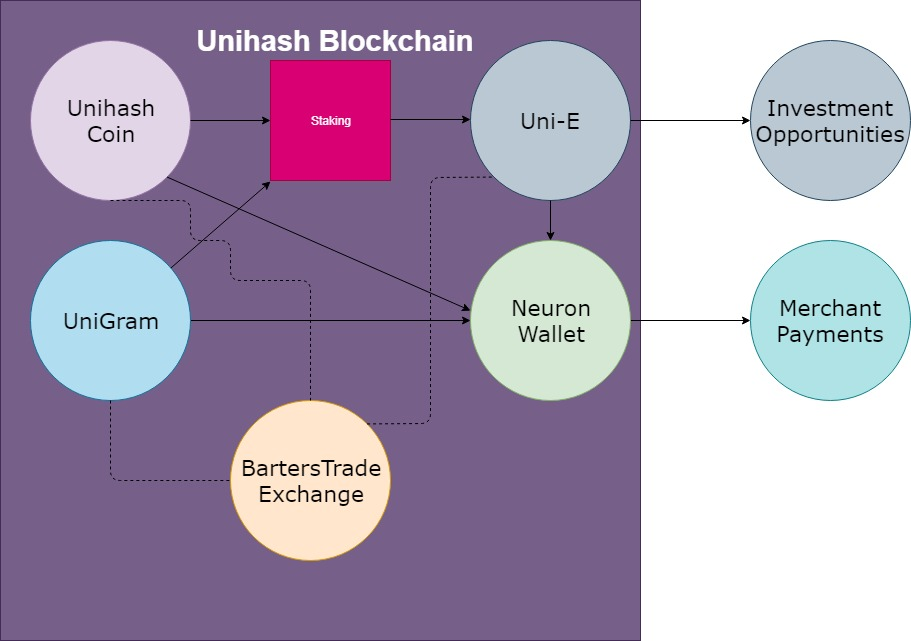 Unihash Blockchain
Unihash
Coin
Staking
Uni-E
Investment
Opportunities
UniGram
Neuron
Wallet
Merchant
Payments
BartersTrade
Exchange